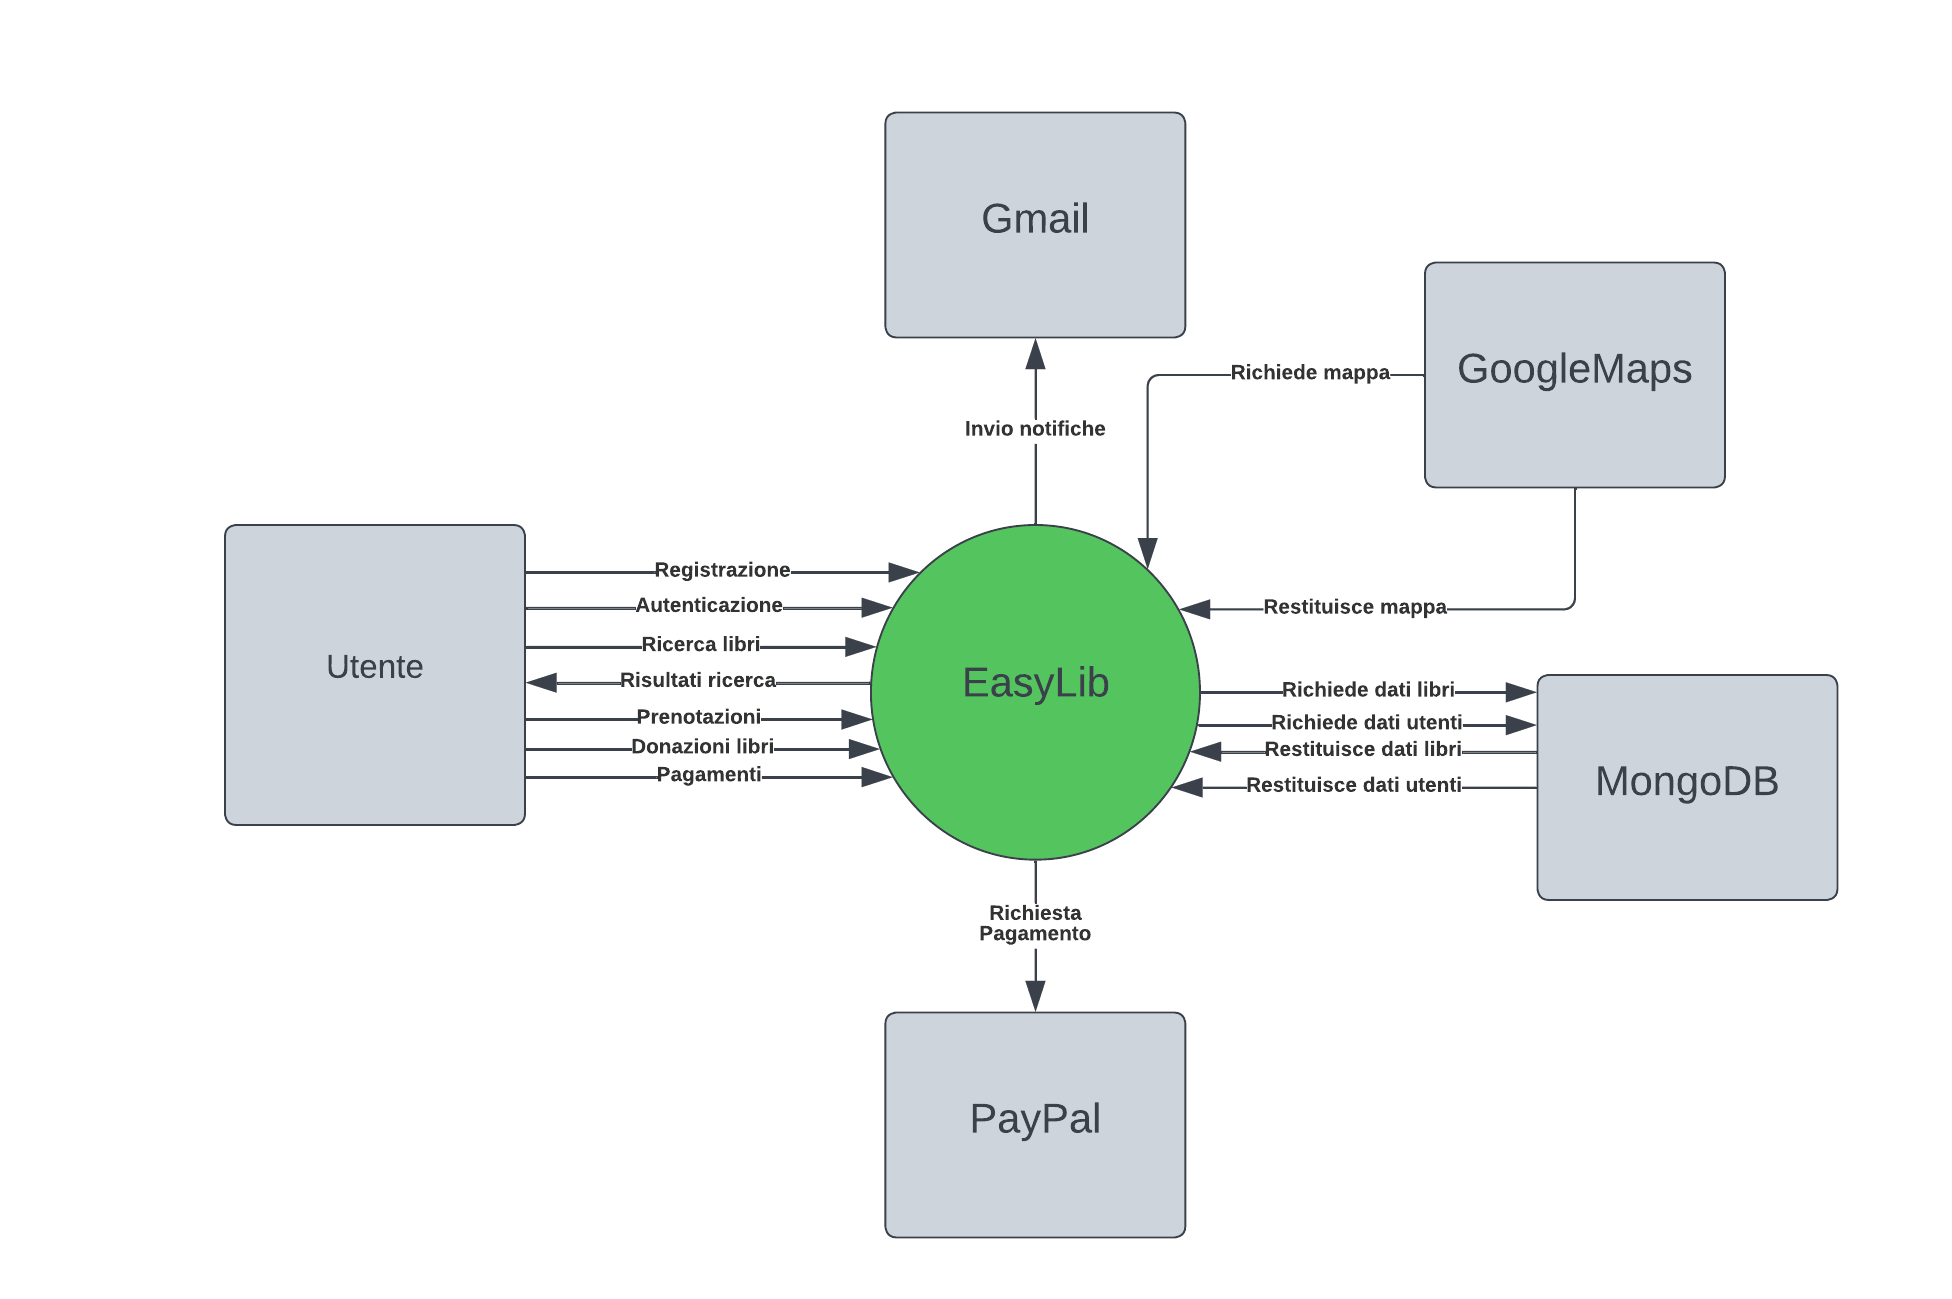 Gmail
GoogleMaps
Richiede mappa
Invio notifiche
Registrazione
Autenticazione
Ricerca libri
Risultati ricerca
Prenotazioni
Donazioni libri
Pagamenti
Utente
EasyLib
Restituisce mappa
Richiede dati libri
Richiede dati utenti
Restituisce dati libri
Restituisce dati utenti
MongoDB
Richiesta
Pagamento
PayPal